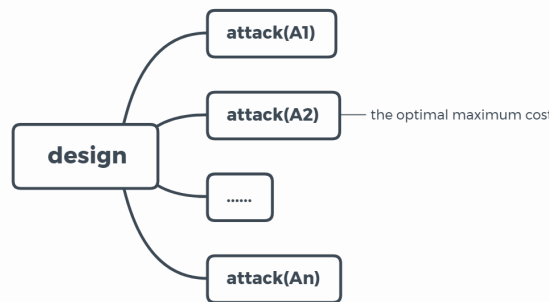 attack(A1)
attack(A2)
the optimal maximum cost
design
......
attack(An)